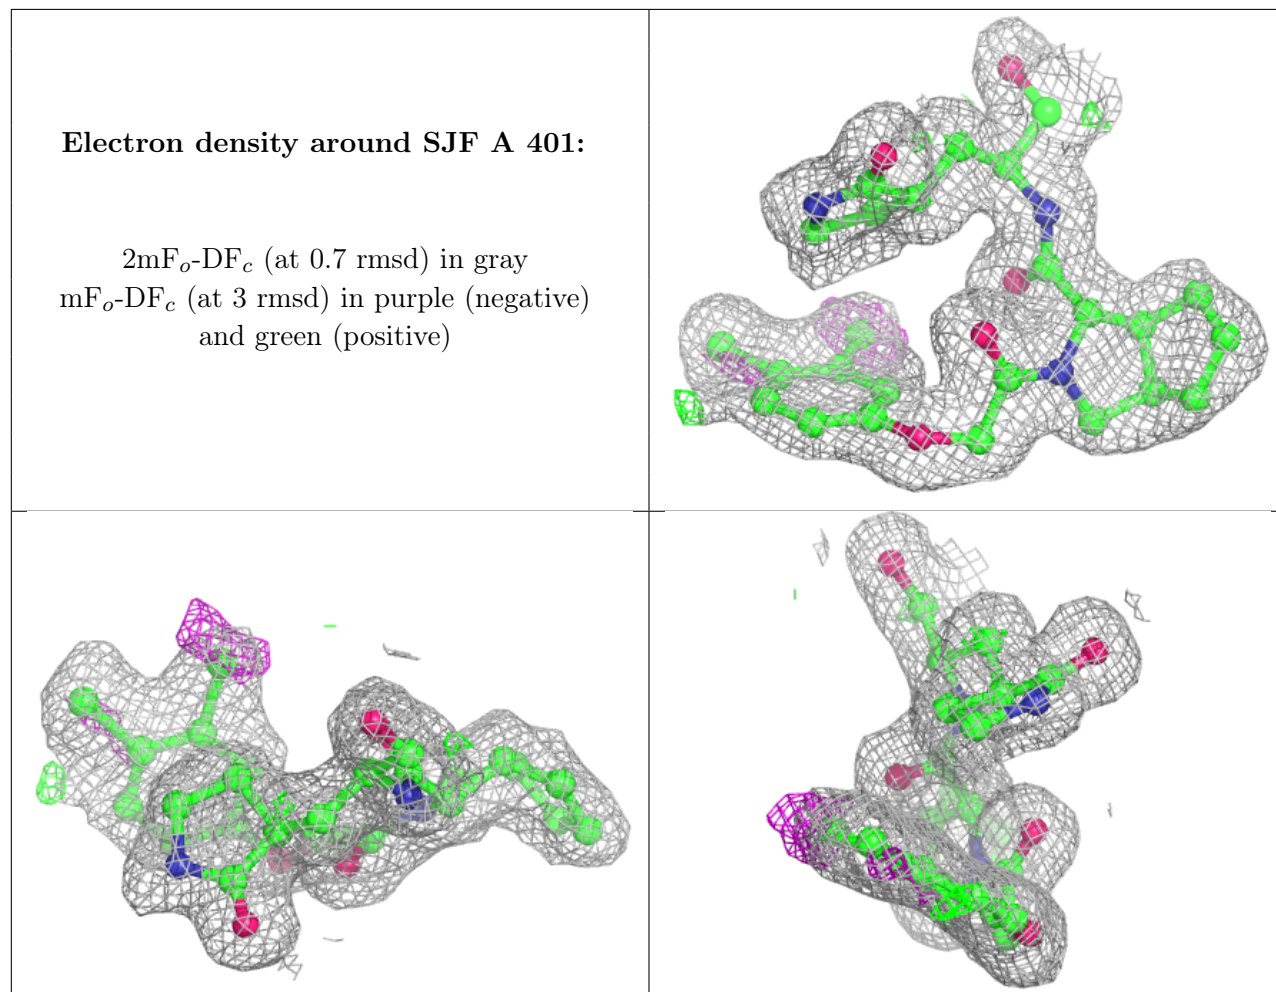 Electron density around SJF A 401:
2mFo-DFc (at 0.7 rmsd) in gray
mFo-DFc (at 3 rmsd) in purple (negative)
and green (positive)